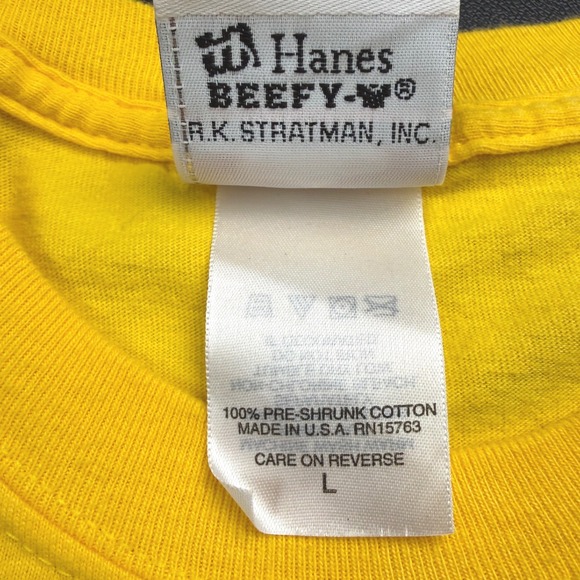 Hanes
BEEFY-T®
R.K. STRATMAN, INC.
100% PRE-SHRUNK COTTON
MADE IN U.S.A. RN15763
CARE ON REVERSE
L